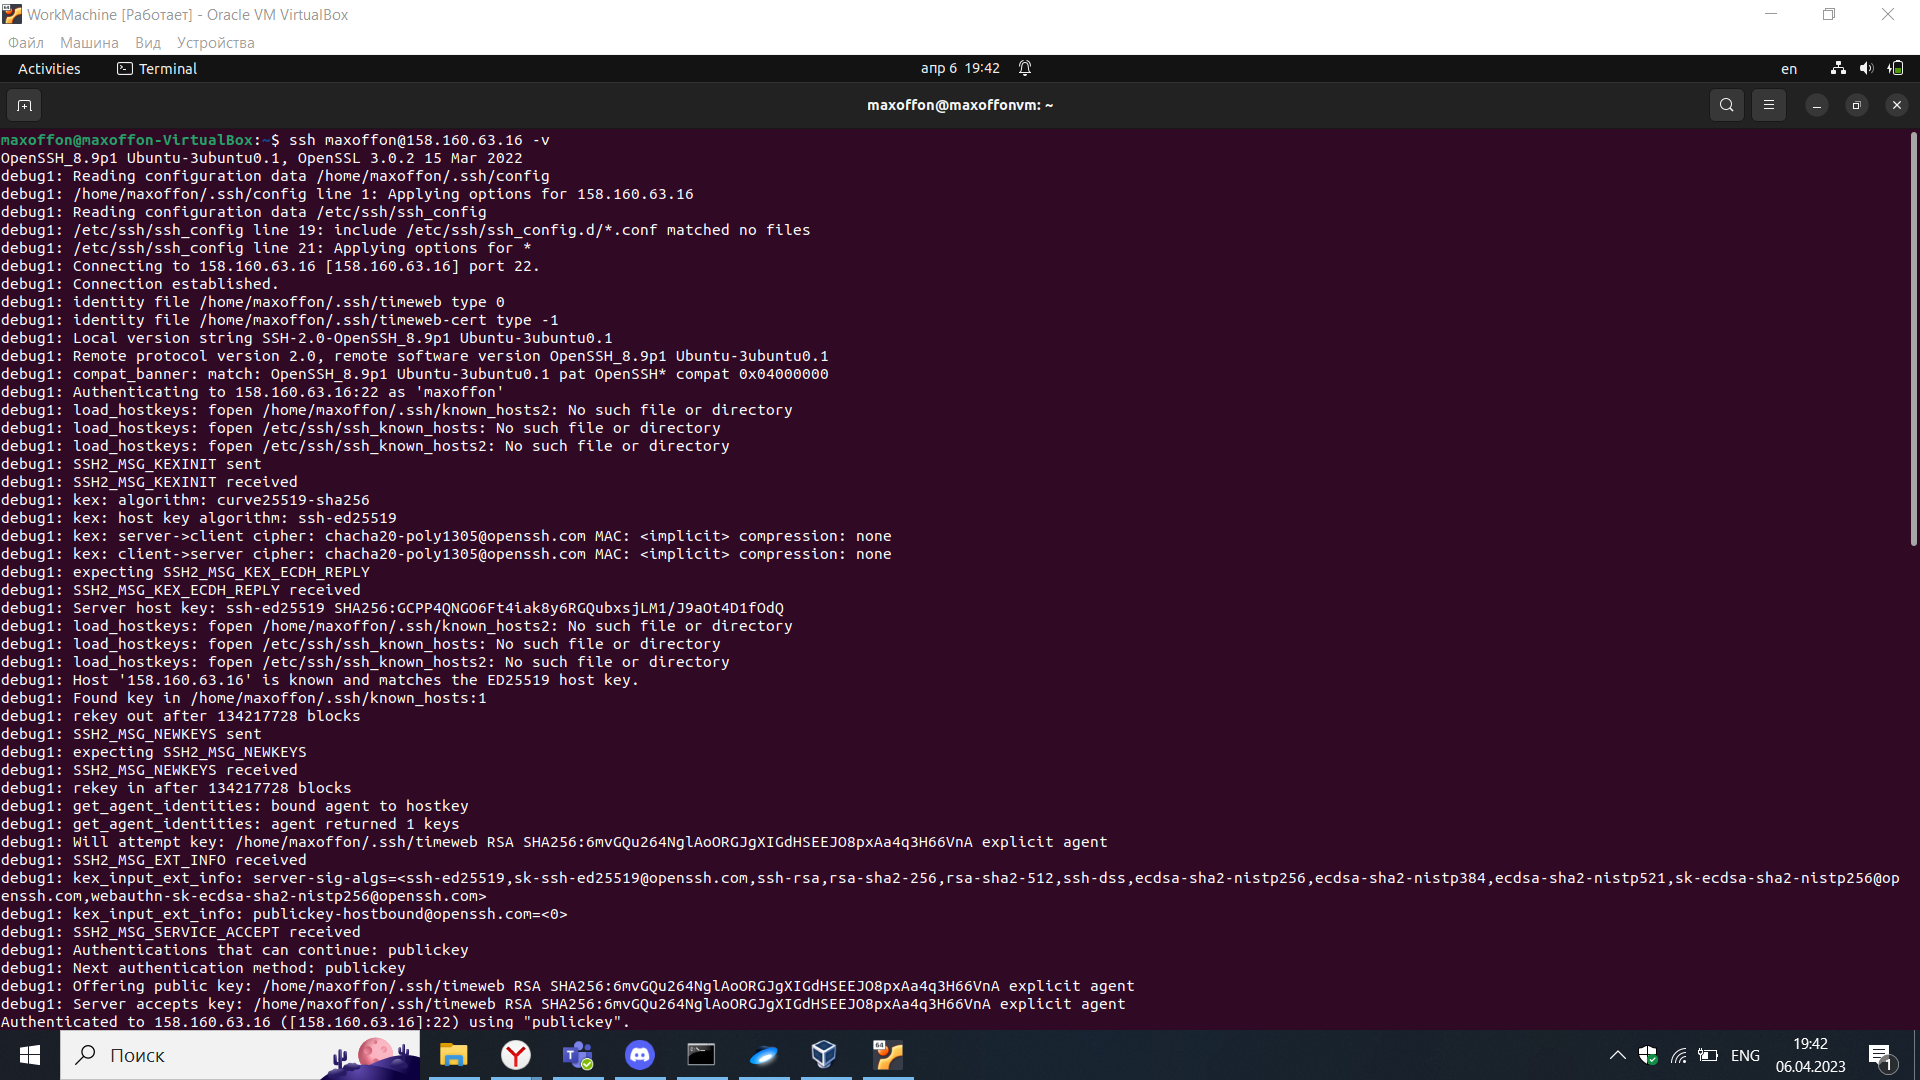 WorkMachine [Работает] - Oracle VM VirtualBox
Файл Машина Вид Устройства
Activities Terminal апр 6 19:42 en
maxoffon@maxoffonvm: ~
maxoffon@maxoffon-VirtualBox:~$ ssh maxoffon@158.160.63.16 -v
OpenSSH_8.9p1 Ubuntu-3ubuntu0.1, OpenSSL 3.0.2 15 Mar 2022
debug1: Reading configuration data /home/maxoffon/.ssh/config
debug1: /home/maxoffon/.ssh/config line 1: Applying options for 158.160.63.16
debug1: Reading configuration data /etc/ssh/ssh_config
debug1: /etc/ssh/ssh_config line 19: include /etc/ssh/ssh_config.d/*.conf matched no files
debug1: /etc/ssh/ssh_config line 21: Applying options for *
debug1: Connecting to 158.160.63.16 [158.160.63.16] port 22.
debug1: Connection established.
debug1: identity file /home/maxoffon/.ssh/timeweb type 0
debug1: identity file /home/maxoffon/.ssh/timeweb-cert type -1
debug1: Local version string SSH-2.0-OpenSSH_8.9p1 Ubuntu-3ubuntu0.1
debug1: Remote protocol version 2.0, remote software version OpenSSH_8.9p1 Ubuntu-3ubuntu0.1
debug1: compat_banner: match: OpenSSH_8.9p1 Ubuntu-3ubuntu0.1 pat OpenSSH* compat 0x04000000
debug1: Authenticating to 158.160.63.16:22 as 'maxoffon'
debug1: load_hostkeys: fopen /home/maxoffon/.ssh/known_hosts2: No such file or directory
debug1: load_hostkeys: fopen /etc/ssh/ssh_known_hosts: No such file or directory
debug1: load_hostkeys: fopen /etc/ssh/ssh_known_hosts2: No such file or directory
debug1: SSH2_MSG_KEXINIT sent
debug1: SSH2_MSG_KEXINIT received
debug1: kex: algorithm: curve25519-sha256
debug1: kex: host key algorithm: ssh-ed25519
debug1: kex: server->client cipher: chacha20-poly1305@openssh.com MAC: <implicit> compression: none
debug1: kex: client->server cipher: chacha20-poly1305@openssh.com MAC: <implicit> compression: none
debug1: expecting SSH2_MSG_KEX_ECDH_REPLY
debug1: SSH2_MSG_KEX_ECDH_REPLY received
debug1: Server host key: ssh-ed25519 SHA256:GCPP4QNGO6Ft4iak8y6RGQubxsjLM1/J9aOt4D1fOdQ
debug1: load_hostkeys: fopen /home/maxoffon/.ssh/known_hosts2: No such file or directory
debug1: load_hostkeys: fopen /etc/ssh/ssh_known_hosts: No such file or directory
debug1: load_hostkeys: fopen /etc/ssh/ssh_known_hosts2: No such file or directory
debug1: Host '158.160.63.16' is known and matches the ED25519 host key.
debug1: Found key in /home/maxoffon/.ssh/known_hosts:1
debug1: rekey out after 134217728 blocks
debug1: SSH2_MSG_NEWKEYS sent
debug1: expecting SSH2_MSG_NEWKEYS
debug1: SSH2_MSG_NEWKEYS received
debug1: rekey in after 134217728 blocks
debug1: get_agent_identities: bound agent to hostkey
debug1: get_agent_identities: agent returned 1 keys
debug1: Will attempt key: /home/maxoffon/.ssh/timeweb RSA SHA256:6mvGQu264NglAoORGJgXIGdHSEEJO8pxAa4q3H66VnA explicit agent
debug1: SSH2_MSG_EXT_INFO received
debug1: kex_input_ext_info: server-sig-algs=<ssh-ed25519,sk-ssh-ed25519@openssh.com,ssh-rsa,rsa-sha2-256,rsa-sha2-512,ssh-dss,ecdsa-sha2-nistp256,ecdsa-sha2-nistp384,ecdsa-sha2-nistp521,sk-ecdsa-sha2-nistp256@op
enssh.com,webauthn-sk-ecdsa-sha2-nistp256@openssh.com>
debug1: kex_input_ext_info: publickey-hostbound@openssh.com=<0>
debug1: SSH2_MSG_SERVICE_ACCEPT received
debug1: Authentications that can continue: publickey
debug1: Next authentication method: publickey
debug1: Offering public key: /home/maxoffon/.ssh/timeweb RSA SHA256:6mvGQu264NglAoORGJgXIGdHSEEJO8pxAa4q3H66VnA explicit agent
debug1: Server accepts key: /home/maxoffon/.ssh/timeweb RSA SHA256:6mvGQu264NglAoORGJgXIGdHSEEJO8pxAa4q3H66VnA explicit agent
Authenticated to 158.160.63.16 ([158.160.63.16]:22) using "publickey".
Поиск 64 ENG 19:42
06.04.2023 1